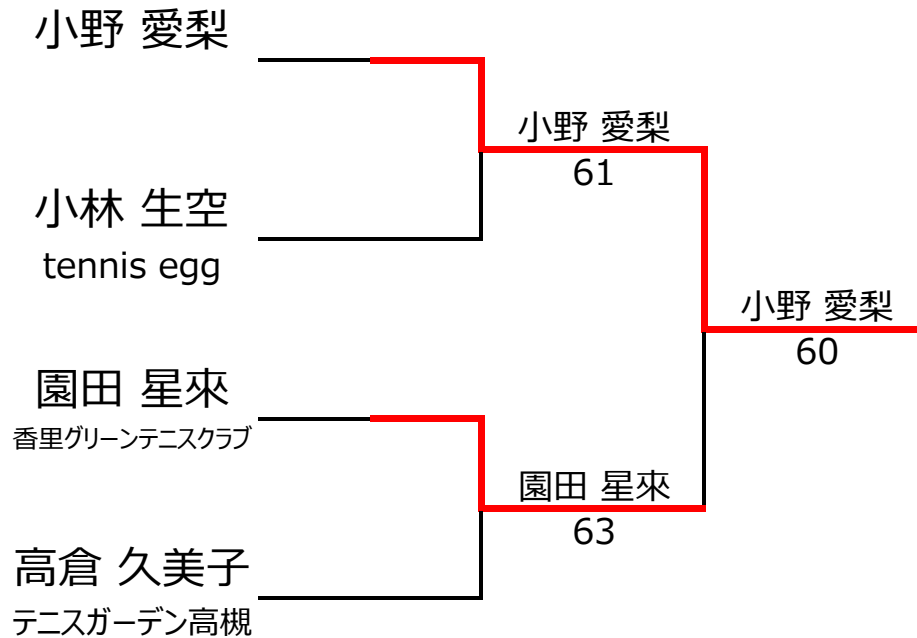 小野 愛梨
小林 生空
tennis egg
園田 星來
香里グリーンテニスクラブ
高倉 久美子
テニスガーデン高槻
小野 愛梨
61
園田 星來
63
小野 愛梨
60